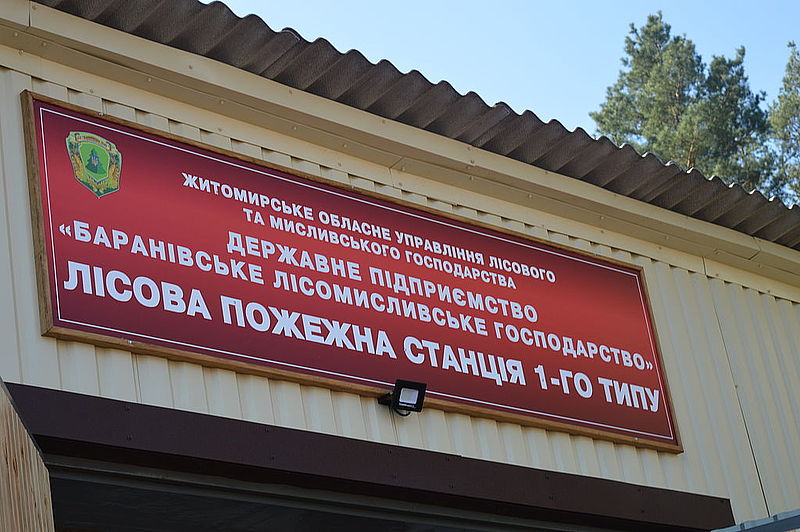 ЖИТОМИРСЬКЕ ОБЛАСНЕ УПРАВЛІННЯ ЛІСОВОГО
ТА МИСЛИВСЬКОГО ГОСПОДАРСТВА
ДЕРЖАВНЕ ПІДПРИЄМСТВО
«БАРАНІВСЬКЕ ЛІСОМИСЛИВСЬКЕ ГОСПОДАРСТВО»
ЛІСОВА ПОЖЕЖНА СТАНЦІЯ 1-ГО ТИПУ